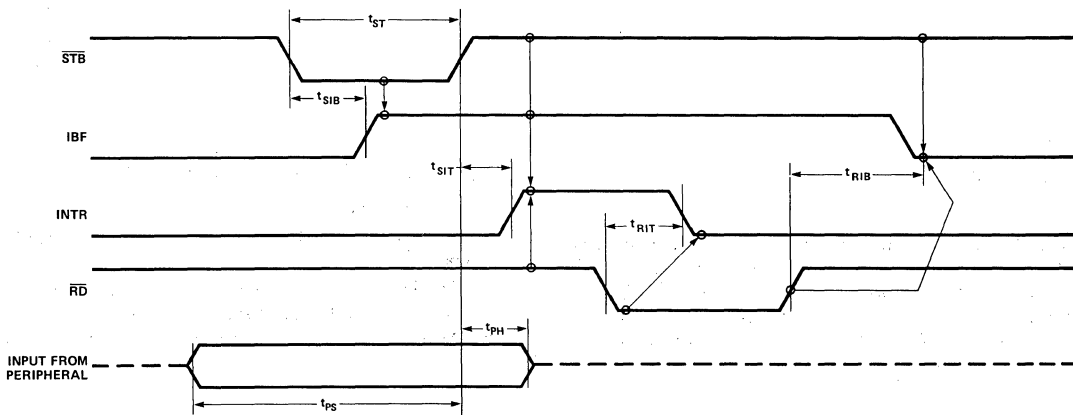 tST
STB
tSIB
IBF
tSIT
tRIB
INTR
tRIT
RD
tPH
INPUT FROM
PERIPHERAL
tPS